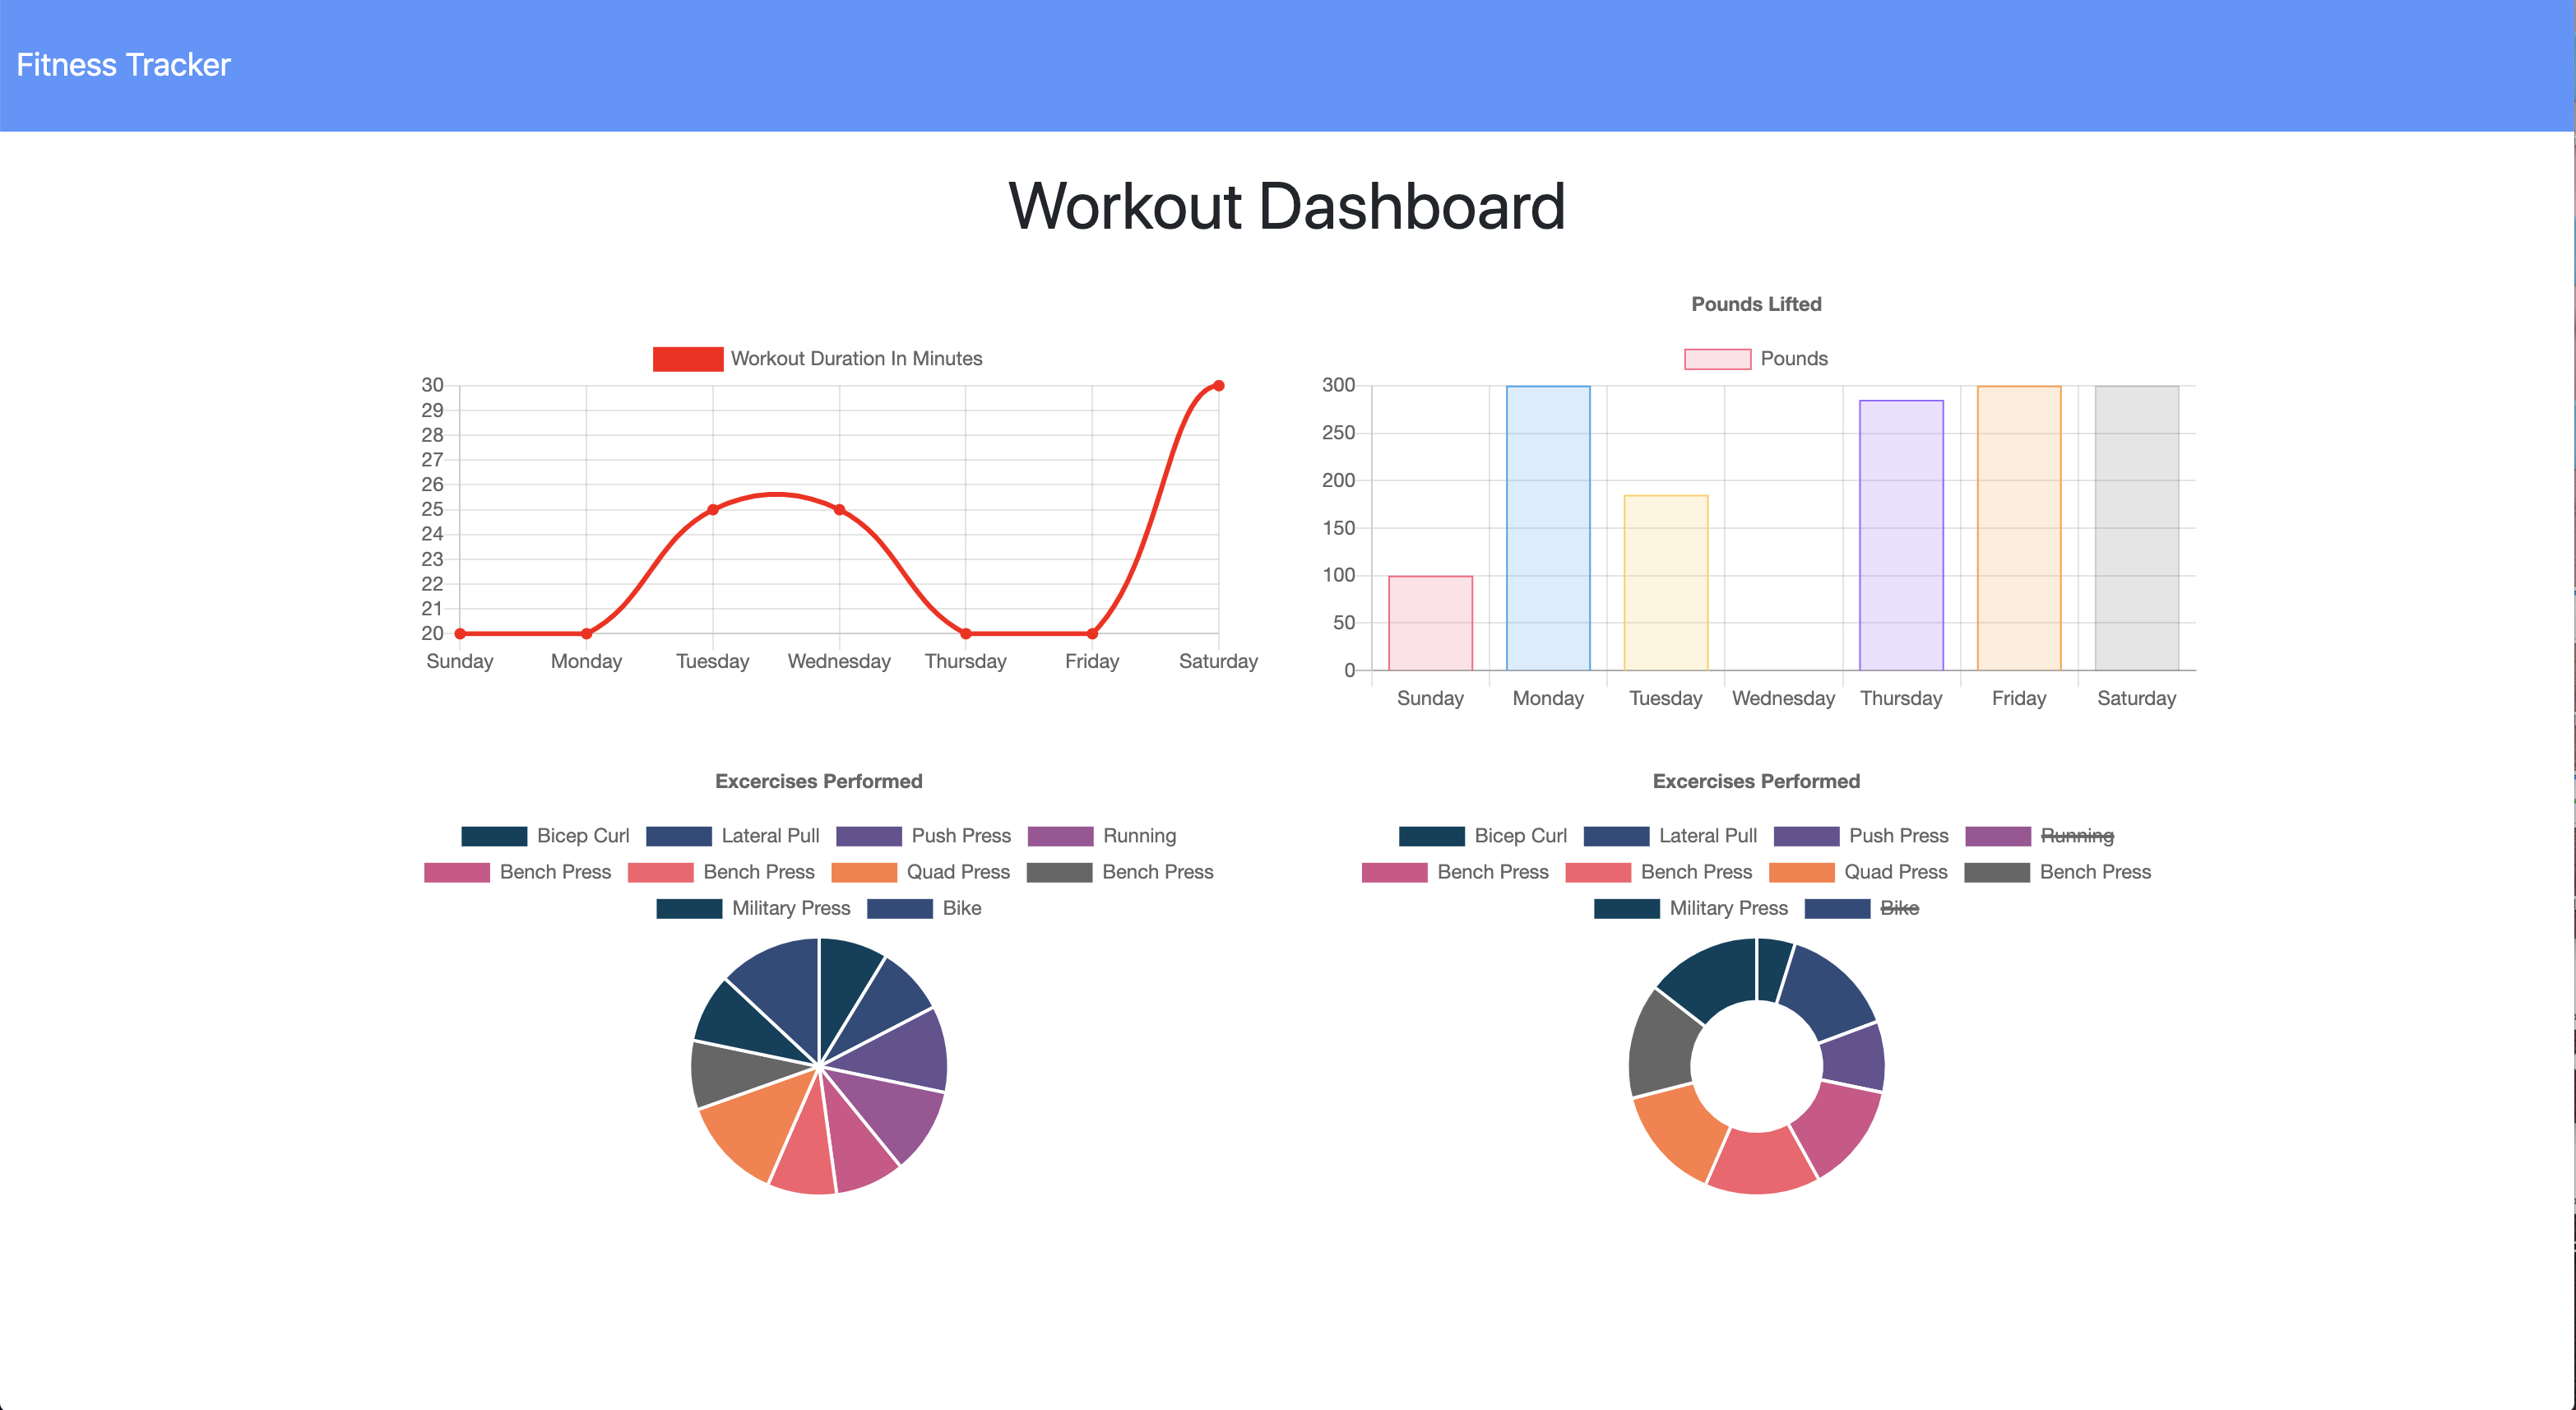 Fitness Tracker
Workout Dashboard
Workout Duration In Minutes
30
29
28
27
26
25
24
23
22
21
20
Sunday Monday Tuesday Wednesday Thursday Friday Saturday
Pounds Lifted
Pounds
300
250
200
150
100
50
0
Sunday Monday Tuesday Wednesday Thursday Friday Saturday
Excercises Performed
Bicep Curl Lateral Pull Push Press Running
Bench Press Bench Press Quad Press Bench Press
Military Press Bike
Excercises Performed
Bicep Curl Lateral Pull Push Press Running
Bench Press Bench Press Quad Press Bench Press
Military Press Bike